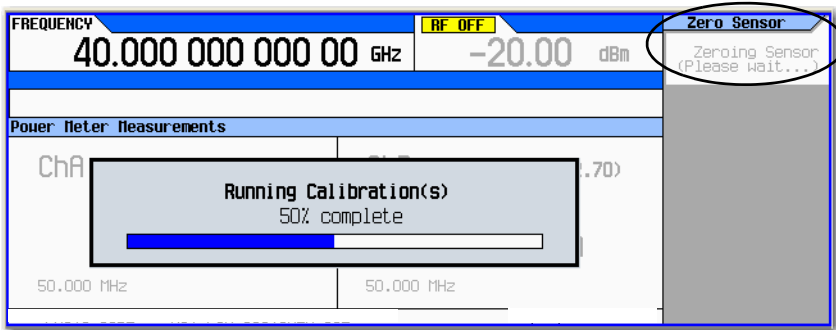 FREQUENCY
40.000 000 000 00 GHz
RF OFF
-20.00 dBm
Zero Sensor
Zeroing Sensor
(Please wait...)
Power Meter Measurements
ChA
.70)
Running Calibration(s)
50% complete
50.000 MHz
50.000 MHz